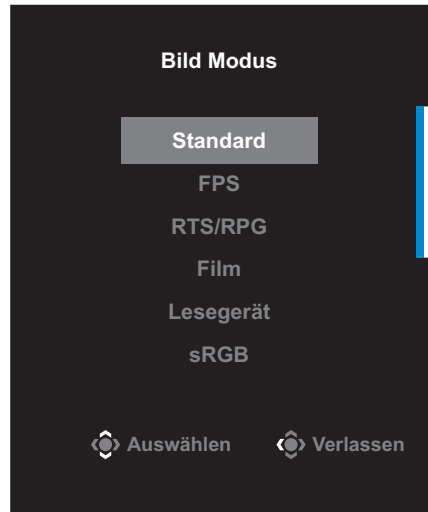 Bild Modus
Standard
FPS
RTS/RPG
Film
Lesegerät
sRGB
Auswählen Verlassen